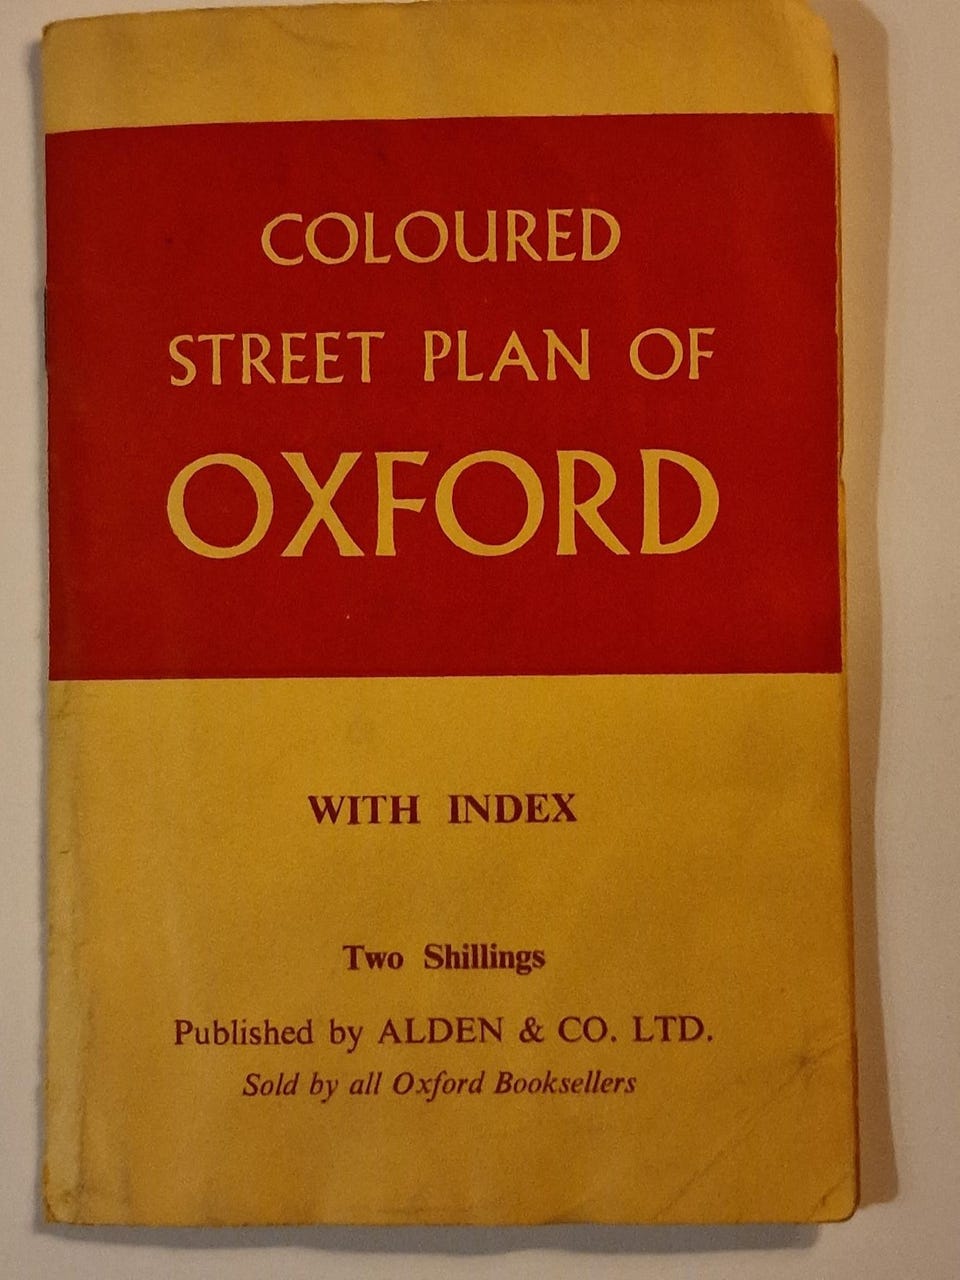 COLOURED
STREET PLAN OF
OXFORD
WITH INDEX
Two Shillings
Published by ALDEN & CO. LTD.
Sold by all Oxford Booksellers